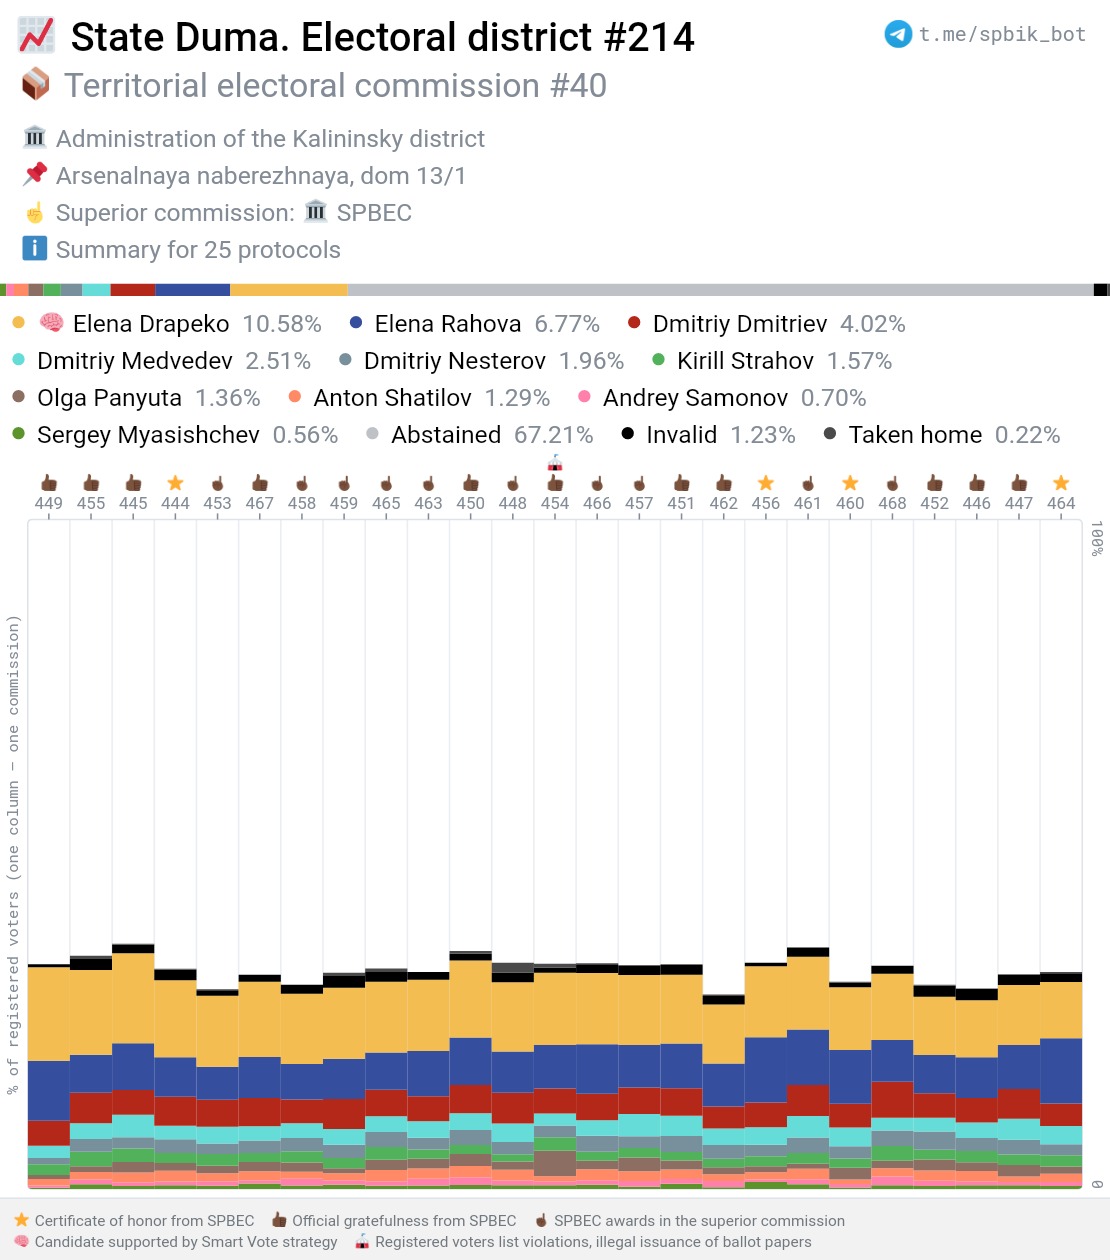 State Duma. Electoral district #214
t.me/spbik_bot
Territorial electoral commission #40
Administration of the Kalininsky district
Arsenalnaya naberezhnaya, dom 13/1
Superior commission: SPBEC
Summary for 25 protocols
Elena Drapeko 10.58% Elena Rahova 6.77% Dmitriy Dmitriev 4.02%
Dmitriy Medvedev 2.51% Dmitriy Nesterov 1.96% Kirill Strahov 1.57%
Olga Panyuta 1.36% Anton Shatilov 1.29% Andrey Samonov 0.70%
Sergey Myasishchev 0.56% Abstained 67.21% Invalid 1.23% Taken home 0.22%
449 455 445 444 453 467 458 459 465 463 450 448 454 466 457 451 462 456 461 460 468 452 446 447 464
100%
% of registered voters (one column — one commission)
0
Certificate of honor from SPBEC Official gratefulness from SPBEC SPBEC awards in the superior commission
Candidate supported by Smart Vote strategy Registered voters list violations, illegal issuance of ballot papers